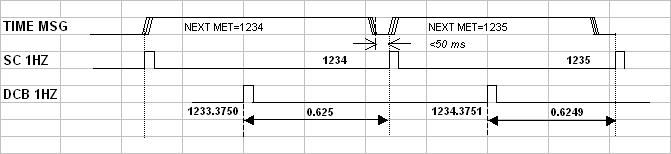 TIME MSG
NEXT MET=1234
NEXT MET=1235
<50 ms
SC 1HZ
1234
1235
DCB 1HZ
1233.3750
0.625
1234.3751
0.6249